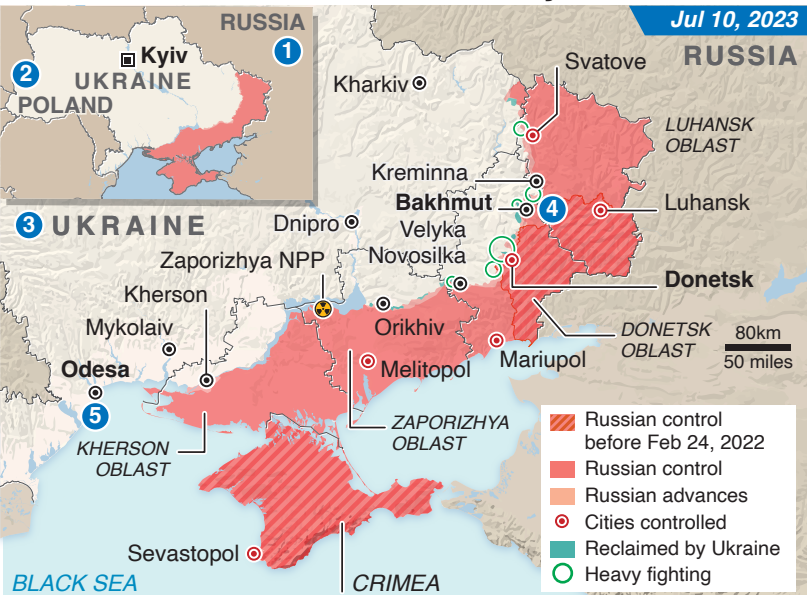 Jul 10, 2023
RUSSIA
1
Kyiv
2
UKRAINE
POLAND
RUSSIA
Svatove
Kharkiv
LUHANSK
OBLAST
Kreminna
Bakhmut
4
Luhansk
3
UKRAINE
Dnipro
Velyka
Novosilka
Zaporizhya NPP
Donetsk
Kherson
Mykolaiv
Orikhiv
DONETSK
OBLAST
80km
50 miles
Odesa
5
Melitopol
Mariupol
KHERSON
OBLAST
ZAPORIZHYA
OBLAST
Russian control
before Feb 24, 2022
Russian control
Russian advances
Cities controlled
Reclaimed by Ukraine
Heavy fighting
Sevastopol
BLACK SEA
CRIMEA